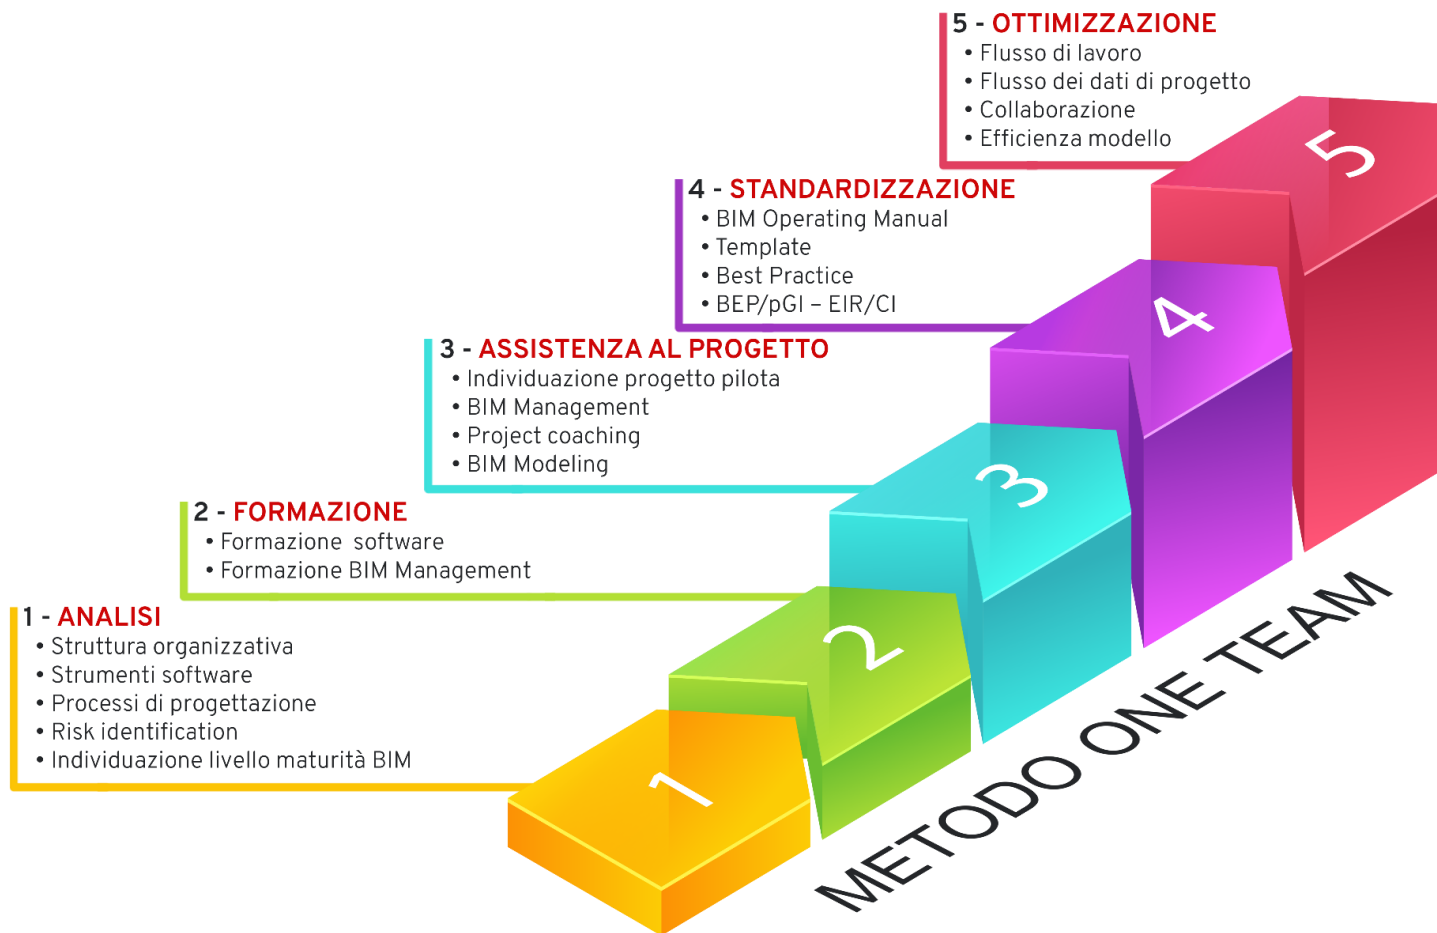 5 - OTTIMIZZAZIONE
• Flusso di lavoro
• Flusso dei dati di progetto
• Collaborazione
• Efficienza modello
4 - STANDARDIZZAZIONE
• BIM Operating Manual
• Template
• Best Practice
• BEP/pGI – EIR/CI
3 - ASSISTENZA AL PROGETTO
• Individuazione progetto pilota
• BIM Management
• Project coaching
• BIM Modeling
2 - FORMAZIONE
• Formazione software
• Formazione BIM Management
1 - ANALISI
• Struttura organizzativa
• Strumenti software
• Processi di progettazione
• Risk identification
• Individuazione livello maturità BIM
1
2
3
4
5
METODO ONE TEAM